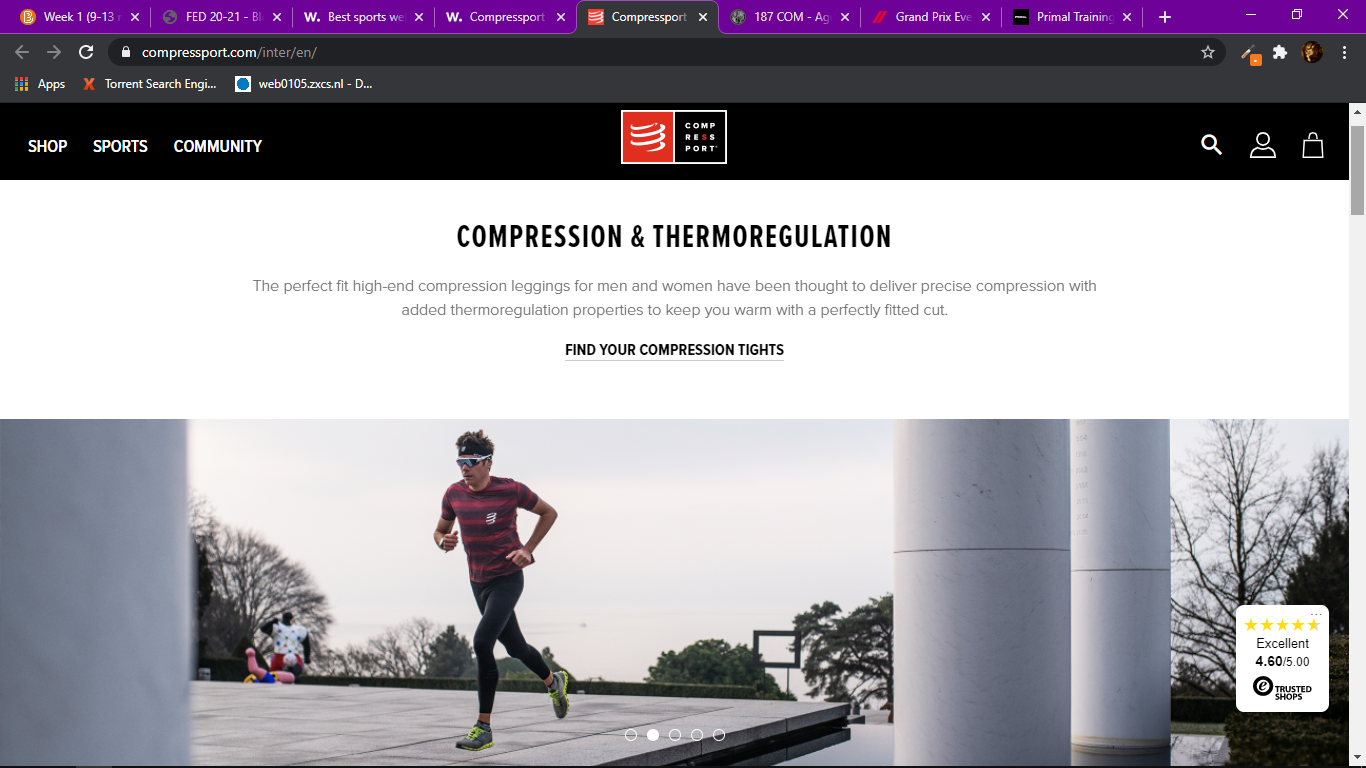 Week 1 (9-13
FED 20-21 -
Best sports we
Compressport
Compressport
187 COM - Ag
Grand Prix Eve
Primal Training
compressport.com/inter/en/
Apps
Torrent Search Engi...
web0105.zxcs.nl - D...
SHOP SPORTS COMMUNITY
COMP
RESS
PORT
COMPRESSION & THERMOREGULATION
The perfect fit high-end compression leggings for men and women have been thought to deliver precise compression with
added thermoregulation properties to keep you warm with a perfectly fitted cut.
FIND YOUR COMPRESSION TIGHTS
Excellent
4.60/5.00
TRUSTED
SHOPS